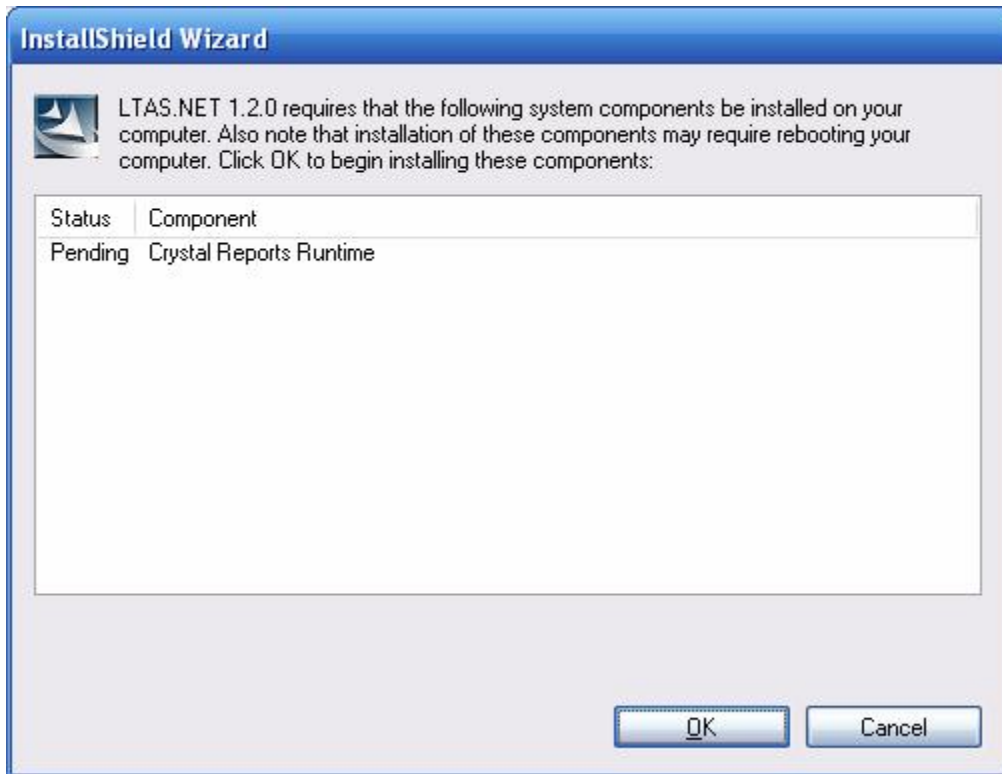 InstallShield Wizard
LTAS.NET 1.2.0 requires that the following system components be installed on your
computer. Also note that installation of these components may require rebooting your
computer. Click OK to begin installing these components:
Status Component
Pending Crystal Reports Runtime
OK Cancel